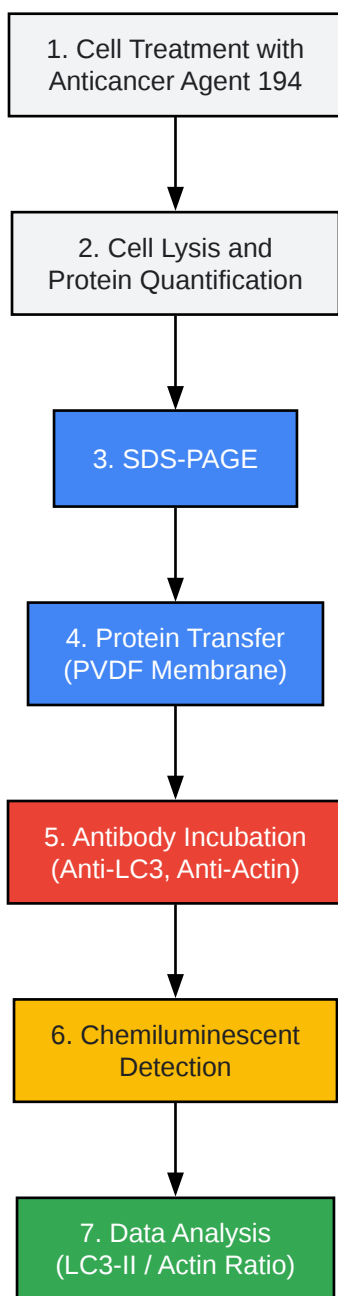 1. Cell Treatment with
Anticancer Agent 194
2. Cell Lysis and
Protein Quantification
3. SDS-PAGE
4. Protein Transfer
(PVDF Membrane)
5. Antibody Incubation
(Anti-LC3, Anti-Actin)
6. Chemiluminescent
Detection
7. Data Analysis
(LC3-II / Actin Ratio)